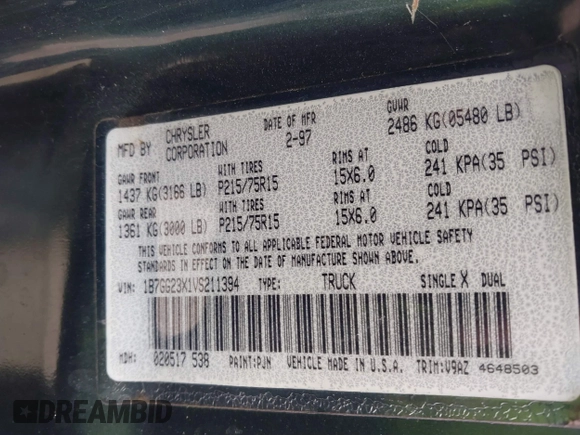 MFD BY CHRYSLER CORPORATION DATE OF MFR 2-97 GVWR 2486 KG(05480 LB)
GAWR FRONT WITH TIRES RIMS AT COLD
1437 KG(3166 LB) P215/75R15 15X6.0 241 KPA(35 PSI)
GAWR REAR WITH TIRES RIMS AT COLD
1361 KG(3000 LB) P215/75R15 15X6.0 241 KPA(35 PSI)
THIS VEHICLE CONFORMS TO ALL APPLICABLE FEDERAL MOTOR VEHICLE SAFETY
STANDARDS IN EFFECT ON THE DATE OF MANUFACTURE SHOWN ABOVE.
VIN: 1B7GG23X1VS211394 TYPE: TRUCK SINGLE X DUAL
MDH: 020517 538 PAINT:PJN VEHICLE MADE IN U.S.A. TRIM:V9AZ 4648503
DREAMBID